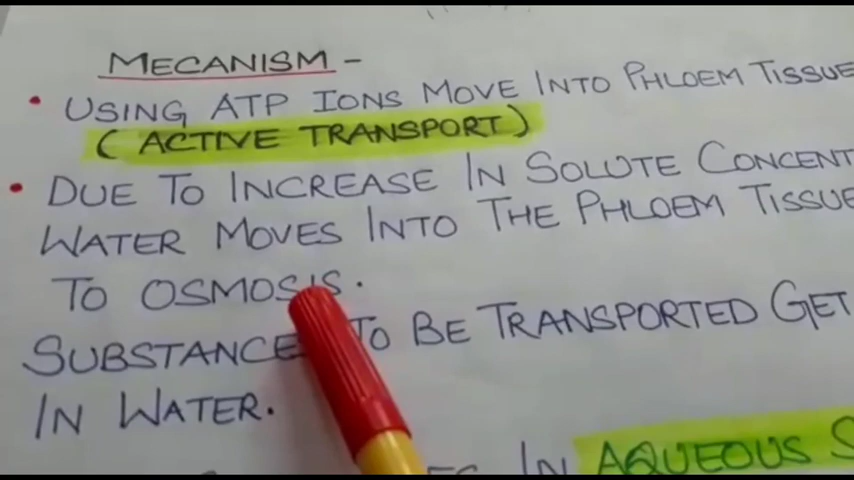 MECANISM -
• USING ATP IONS MOVE INTO PHLOEM TISSUE
( ACTIVE TRANSPORT )
• DUE TO INCREASE IN SOLUTE CONCENT
WATER MOVES INTO THE PHLOEM TISSUE
TO OSMOSIS.
SUBSTANCE TO BE TRANSPORTED GET
IN WATER.
IN AQUEOUS S